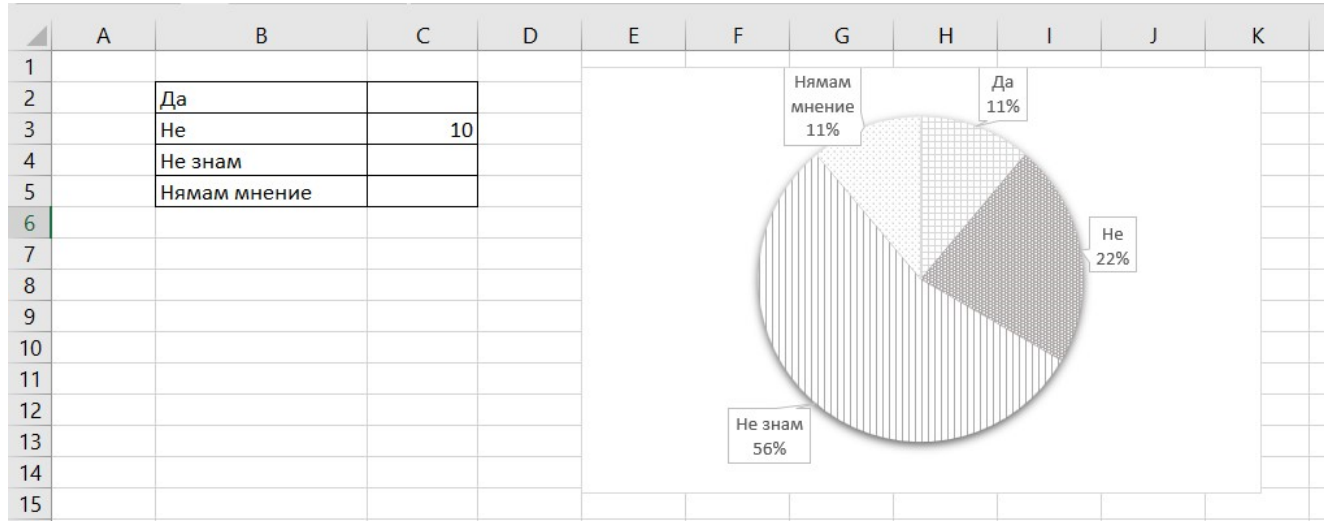 A B C D E F G H I J K
1
2 Да
3 Не 10
4 Не знам
5 Нямам мнение
6
7
8
9
10
11
12
13
14
15
Нямам
мнение
11%
Да
11%
Не
22%
Не знам
56%